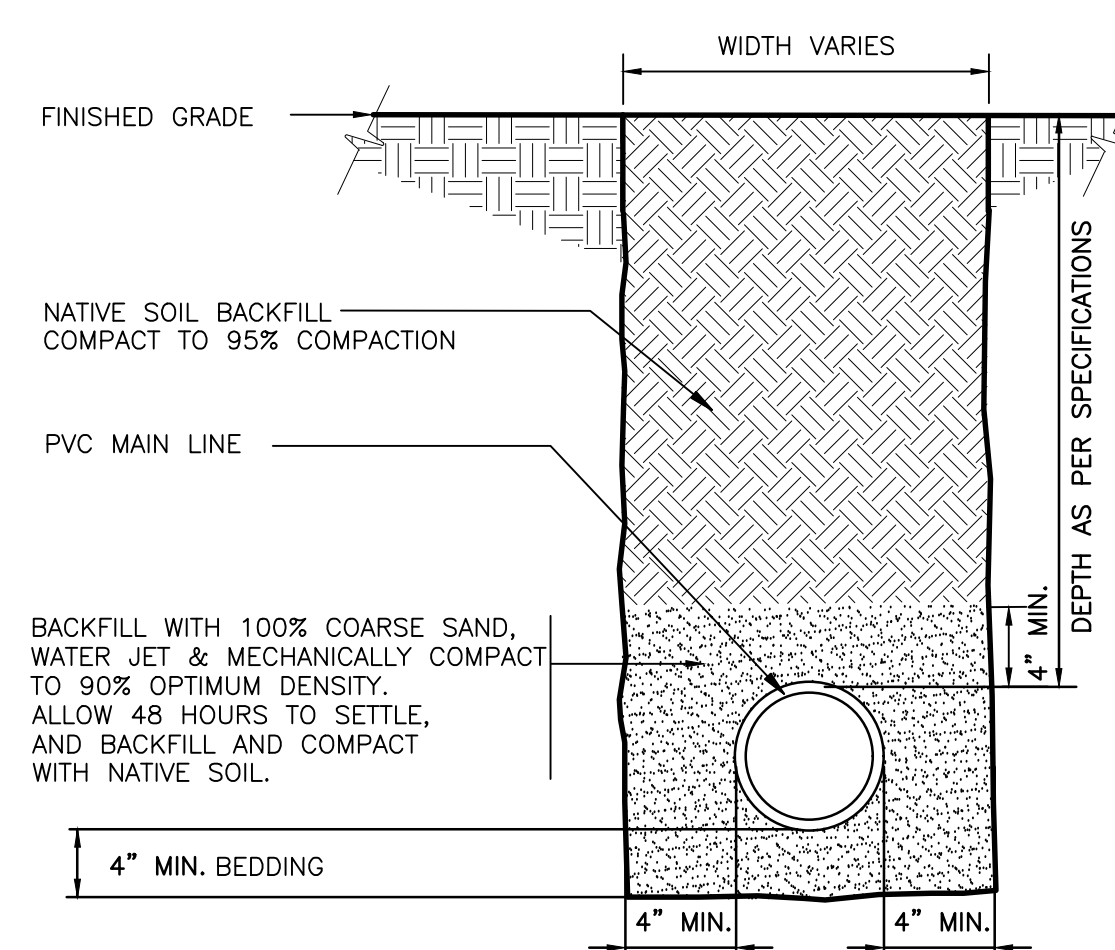 WIDTH VARIES
FINISHED GRADE
NATIVE SOIL BACKFILL
COMPACT TO 95% COMPACTION
PVC MAIN LINE
DEPTH AS PER SPECIFICATIONS
4" MIN.
BACKFILL WITH 100% COARSE SAND,
WATER JET & MECHANICALLY COMPACT
TO 90% OPTIMUM DENSITY.
ALLOW 48 HOURS TO SETTLE,
AND BACKFILL AND COMPACT
WITH NATIVE SOIL.
4" MIN. BEDDING
4" MIN.
4" MIN.